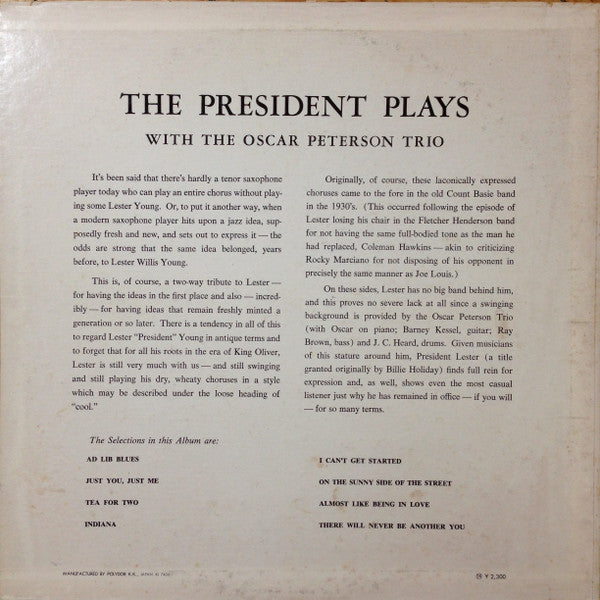 THE PRESIDENT PLAYS
WITH THE OSCAR PETERSON TRIO
It's been said that there's hardly a tenor saxophone
player today who can play an entire chorus without play-
ing some Lester Young. Or, to put it another way, when
a modern saxophone player hits upon a jazz idea, sup-
posedly fresh and new, and sets out to express it — the
odds are strong that the same idea belonged, years
before, to Lester Willis Young.
This is, of course, a two-way tribute to Lester —
for having the ideas in the first place and also — incred-
ibly — for having ideas that remain freshly minted a
generation or so later. There is a tendency in all of this
to regard Lester "President" Young in antique terms and
to forget that for all his roots in the era of King Oliver,
Lester is still very much with us — and still swinging
and still playing his dry, wheaty choruses in a style
which may be described under the loose heading of
"cool."
Originally, of course, these laconically expressed
choruses came to the fore in the old Count Basie band
in the 1930's. (This occurred following the episode of
Lester losing his chair in the Fletcher Henderson band
for not having the same full-bodied tone as the man he
had replaced, Coleman Hawkins — akin to criticizing
Rocky Marciano for not disposing of his opponent in
precisely the same manner as Joe Louis.)
On these sides, Lester has no big band behind him,
and this proves no severe lack at all since a swinging
background is provided by the Oscar Peterson Trio
(with Oscar on piano; Barney Kessel, guitar; Ray
Brown, bass) and J. C. Heard, drums. Given musicians
of this stature around him, President Lester (a title
granted originally by Billie Holiday) finds full rein for
expression and, as well, shows even the most casual
listener just why he has remained in office — if you will
— for so many terms.
The Selections in this Album are:
AD LIB BLUES
JUST YOU, JUST ME
TEA FOR TWO
INDIANA
I CAN'T GET STARTED
ON THE SUNNY SIDE OF THE STREET
ALMOST LIKE BEING IN LOVE
THERE WILL NEVER BE ANOTHER YOU
MANUFACTURED BY POLYDOR K.K., JAPAN
¥ 2,300